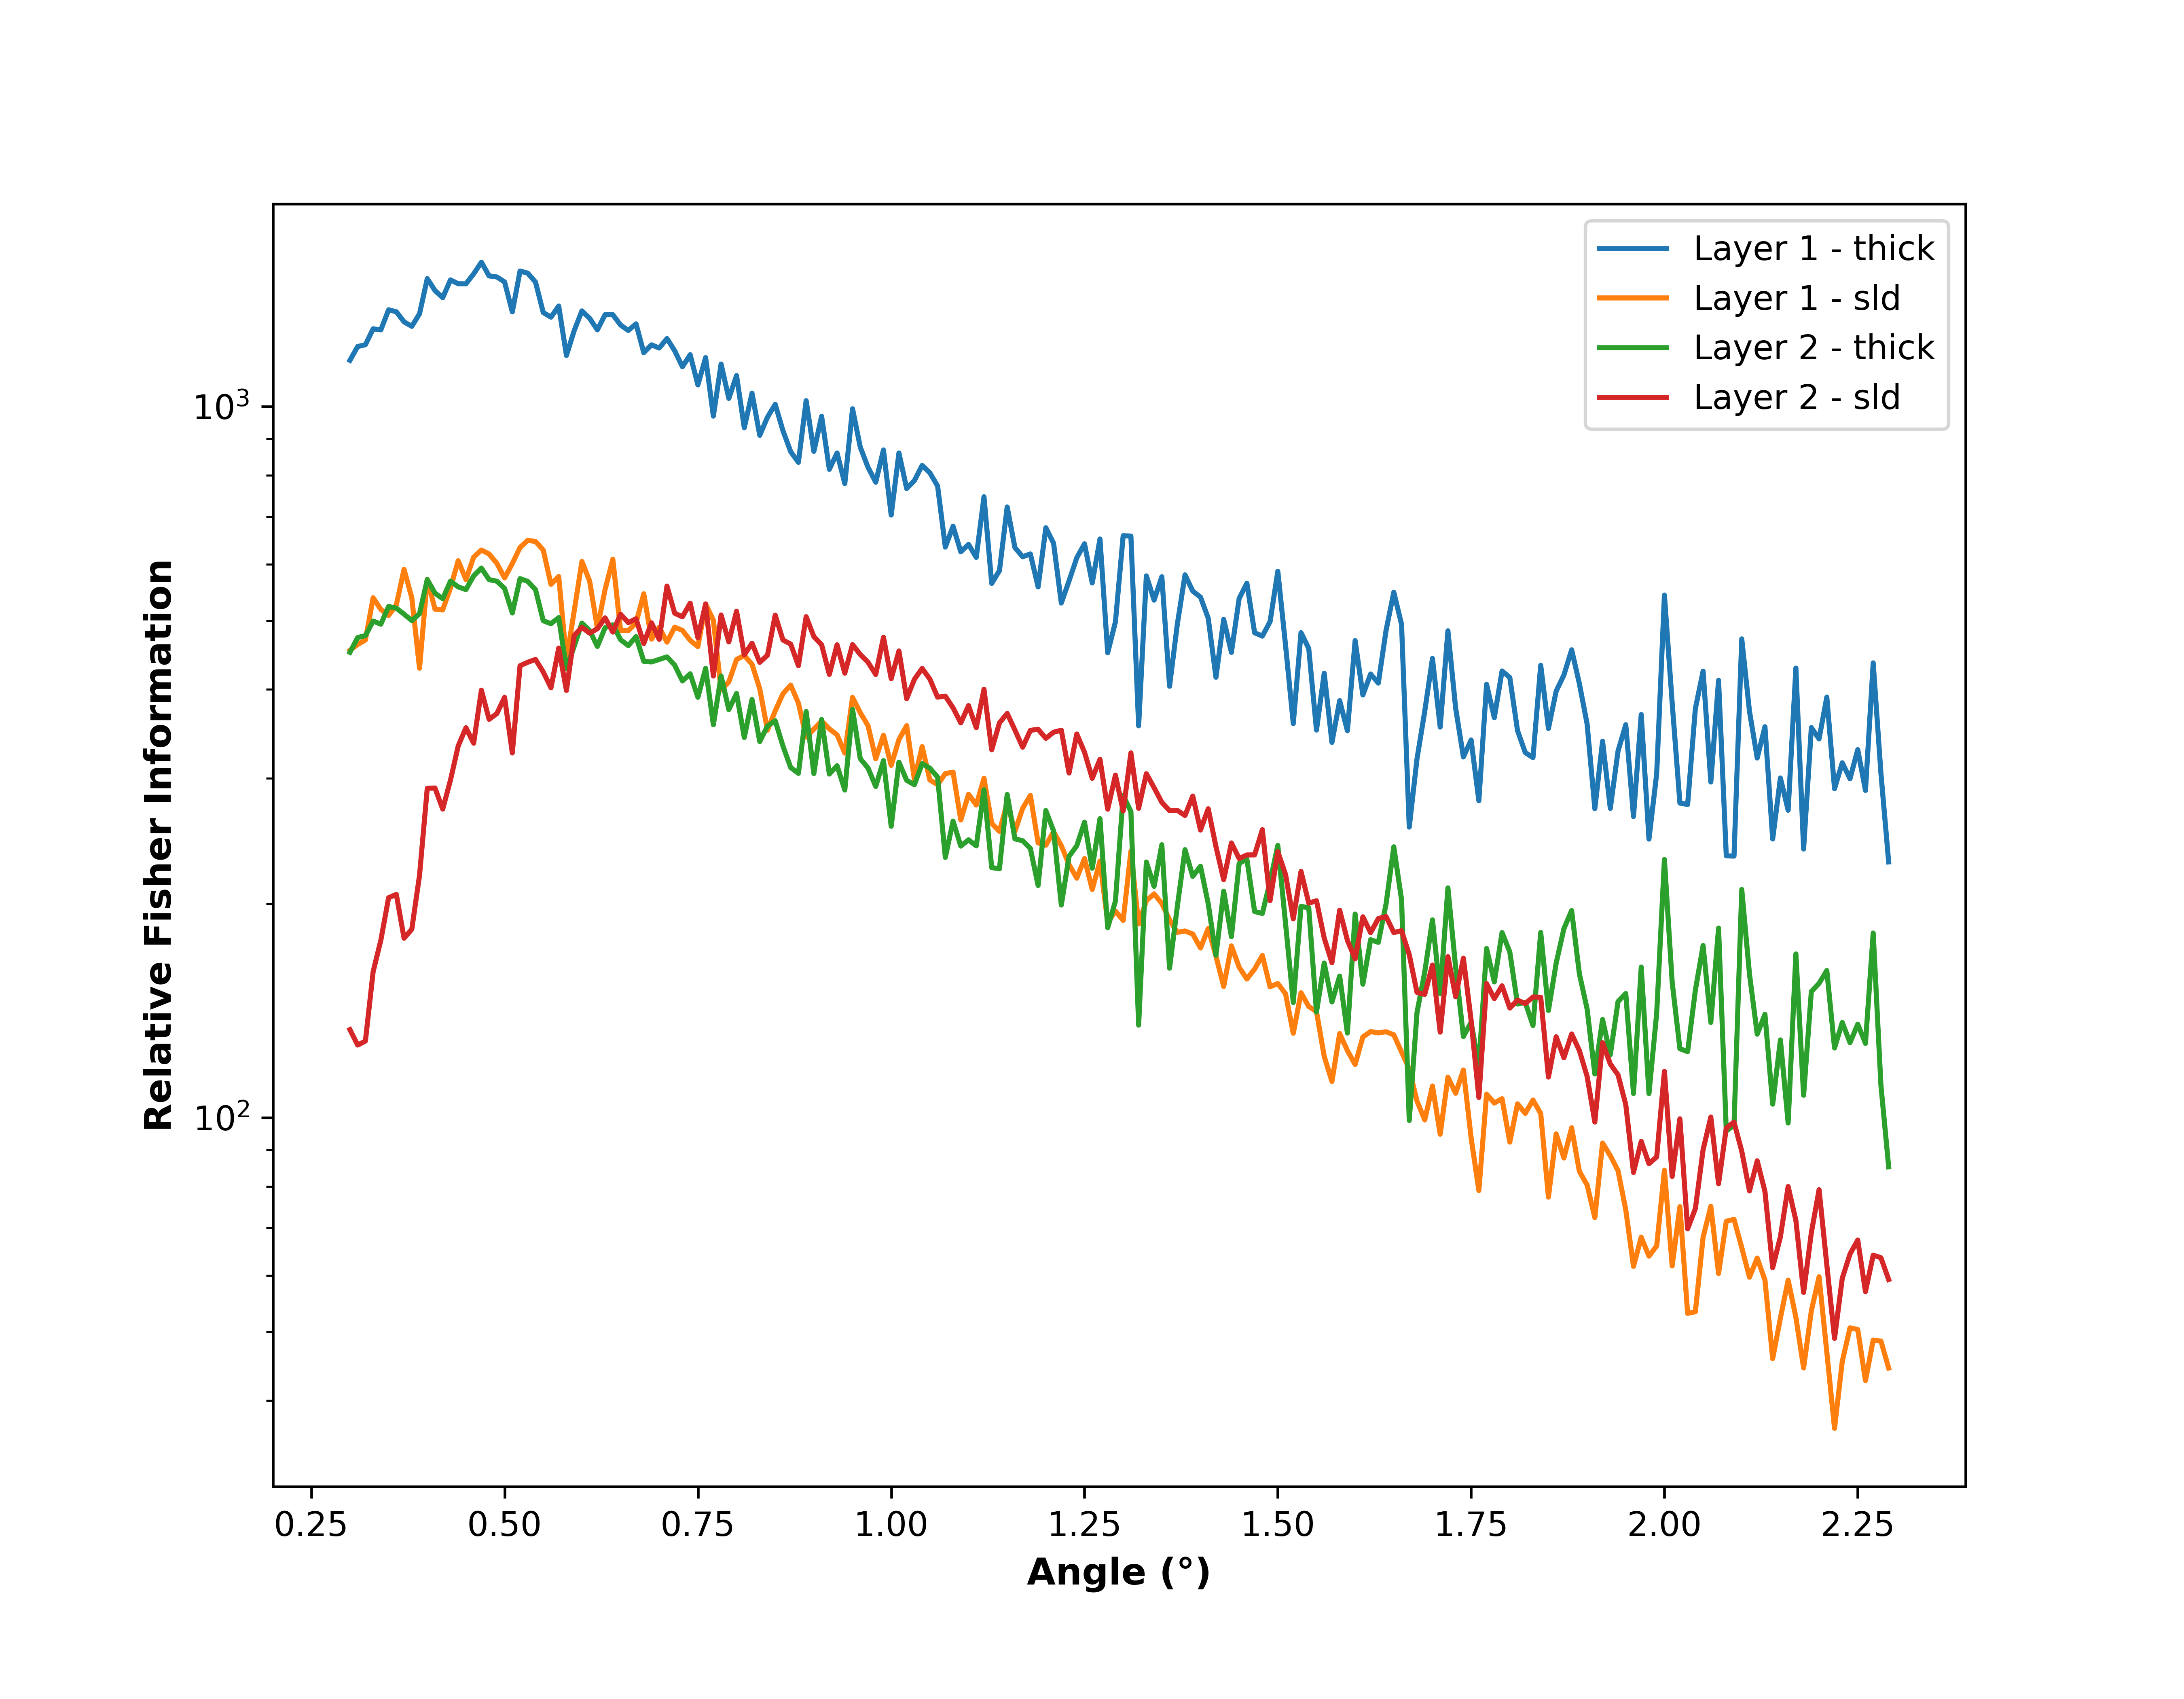 Layer 1 - thick
Layer 1 - sld
Layer 2 - thick
Layer 2 - sld
10³
10²
Relative Fisher Information
0.25 0.50 0.75 1.00 1.25 1.50 1.75 2.00 2.25
Angle (°)